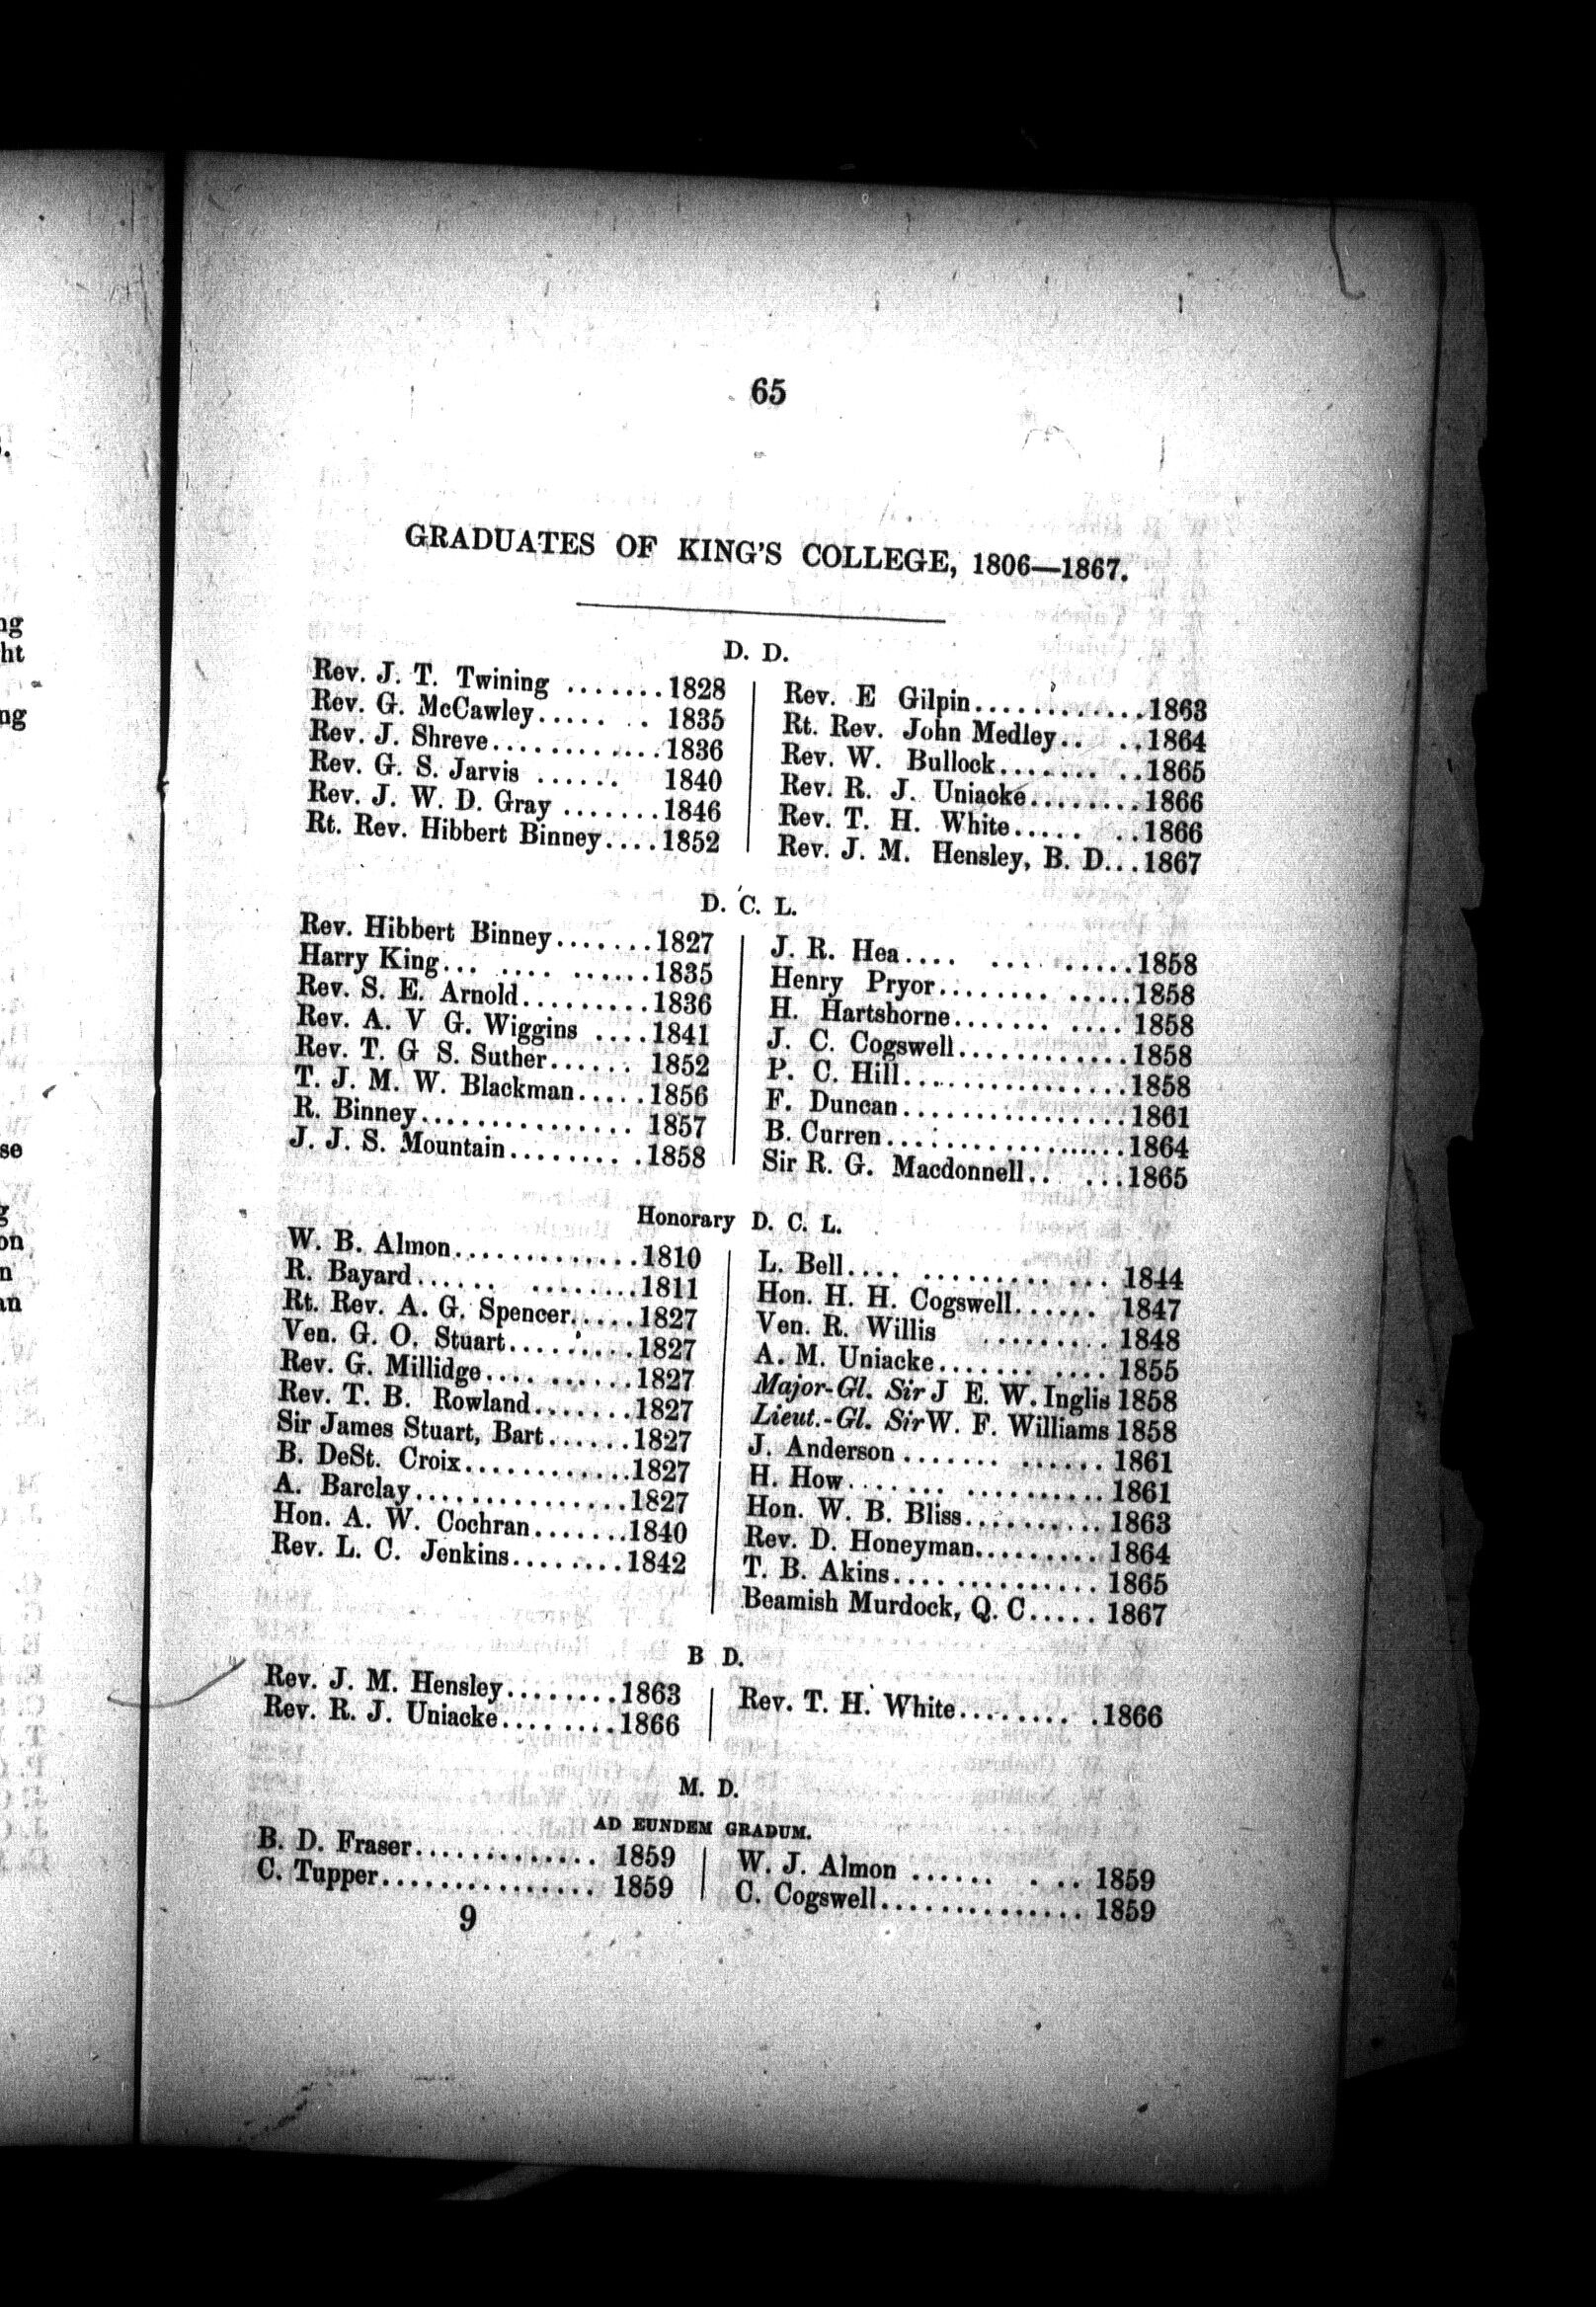 65
GRADUATES OF KING'S COLLEGE, 1806—1867.
D. D.
Rev. J. T. Twining .......1828
Rev. G. McCawley..... .. 1835
Rev. J. Shreve............1836
Rev. G. S. Jarvis ...... 1840
Rev. J. W. D. Gray .......1846
Rt. Rev. Hibbert Binney....1852
Rev. E Gilpin............1863
Rt. Rev. John Medley.. ..1864
Rev. W. Bullock....... ..1865
Rev. R. J. Uniacke........1866
Rev. T. H. White..... ..1866
Rev. J. M. Hensley, B. D...1867
D. C. L.
Rev. Hibbert Binney.......1827
Harry King... .... ......1835
Rev. S. E. Arnold.........1836
Rev. A. V G. Wiggins ....1841
Rev. T. G S. Suther...... 1852
T. J. M. W. Blackman.....1856
R. Binney............... 1857
J. J. S. Mountain........ .1858
J. R. Hea.... .... .....1858
Henry Pryor........ .....1858
H. Hartshorne....... .... 1858
J. C. Cogswell............1858
P. C. Hill................1858
F. Duncan................1861
B. Curren.................1864
Sir R. G. Macdonnell.. ...1865
Honorary D. C. L.
W. B. Almon.............1810
R. Bayard...... ........1811
Rt. Rev. A. G. Spencer.....1827
Ven. G. O. Stuart.........1827
Rev. G. Millidge.... ......1827
Rev. T. B. Rowland.......1827
Sir James Stuart, Bart......1827
B. DeSt. Croix............1827
A. Barclay...............1827
Hon. A. W. Cochran.......1840
Rev. L. C. Jenkins........1842
L. Bell.... ......... ... 1844
Hon. H. H. Cogswell...... 1847
Ven. R. Willis ......... 1848
A. M. Uniacke....... .... 1855
Major-Gl. Sir J E. W. Inglis 1858
Lieut.-Gl. Sir W. F. Williams 1858
J. Anderson ....... ...... 1861
H. How....... .......... 1861
Hon. W. B. Bliss.......... 1863
Rev. D. Honeyman......... 1864
T. B. Akins.... .......... 1865
Beamish Murdock, Q. C..... 1867
B D.
Rev. J. M. Hensley........1863
Rev. R. J. Uniacke........1866
Rev. T. H. White........ .1866
M. D.
AD EUNDEM GRADUM.
B. D. Fraser............. 1859
C. Tupper............... 1859
W. J. Almon ...... . .. 1859
C. Cogswell.............. 1859
9